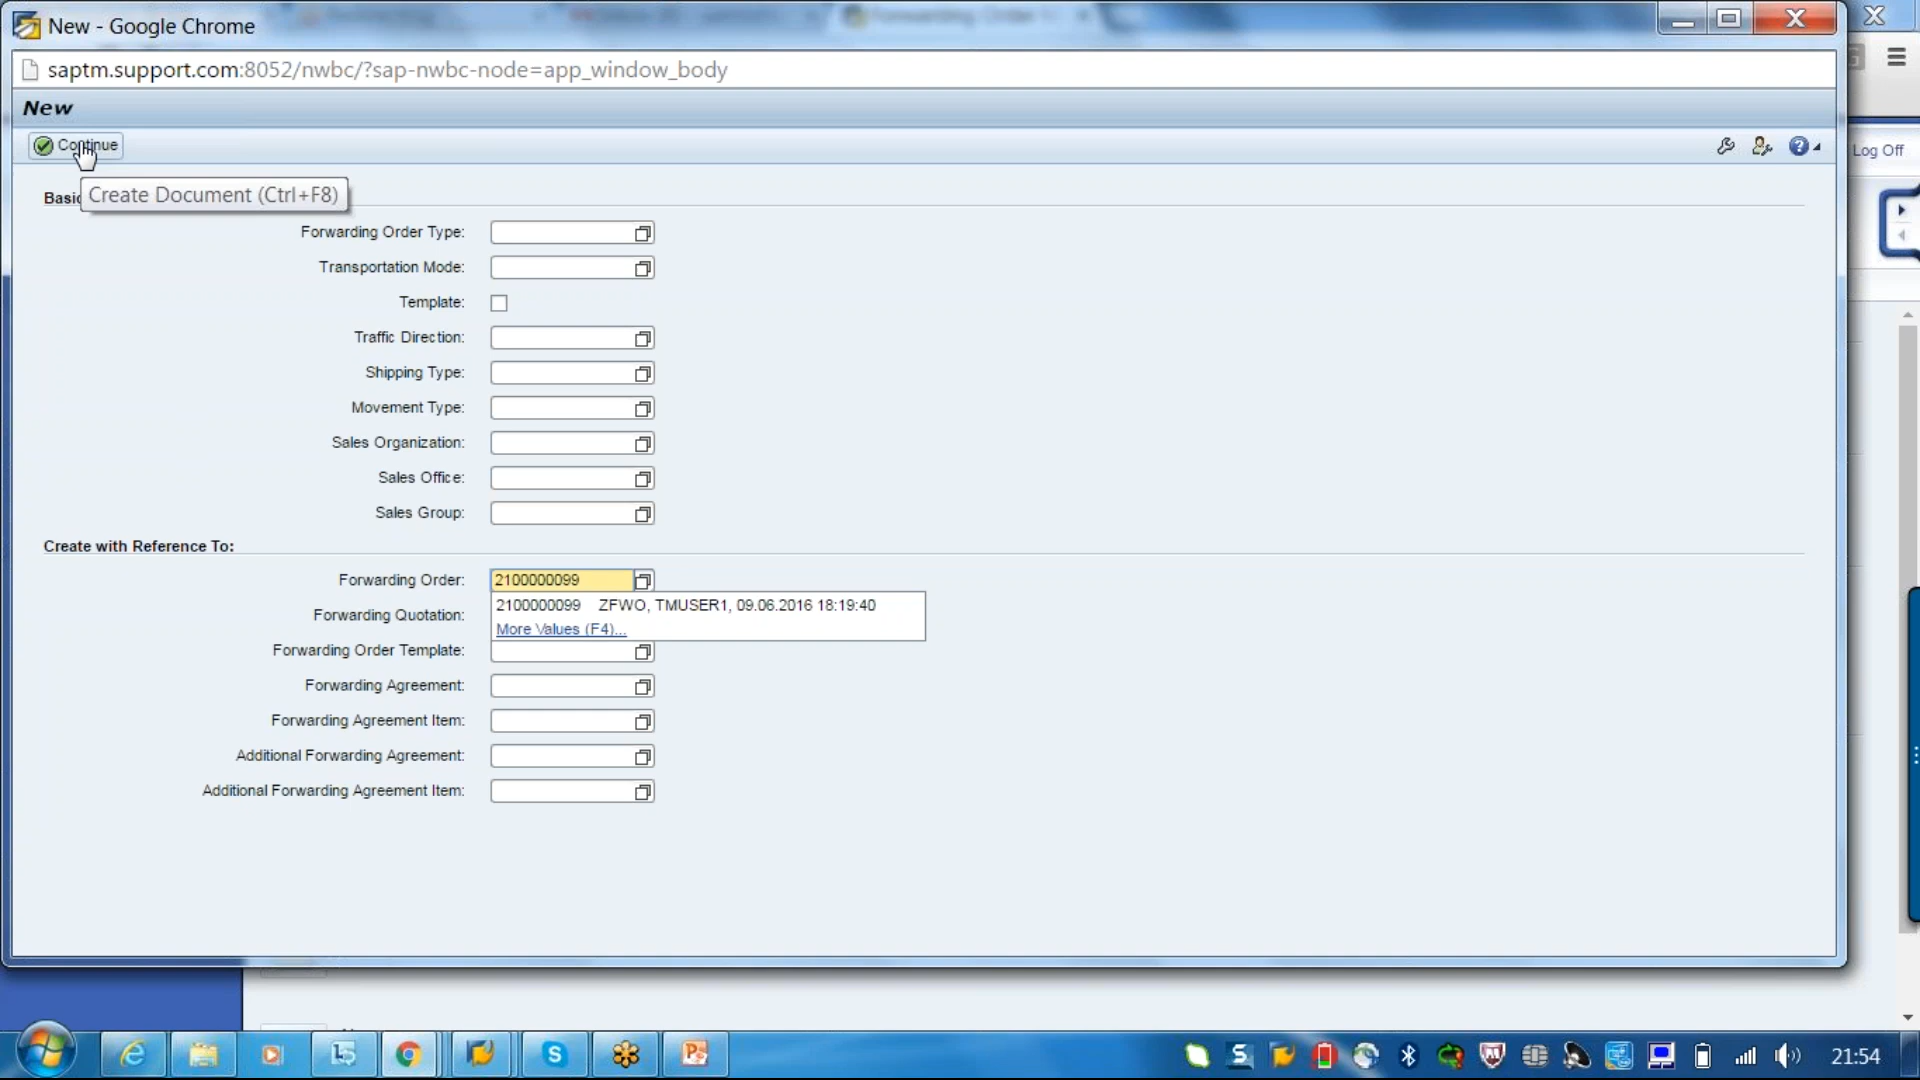 New - Google Chrome
saptm.support.com:8052/nwbc/?sap-nwbc-node=app_window_body
New
Continue
Log Off
Create Document (Ctrl+F8)
Basic
Forwarding Order Type:
Transportation Mode:
Template:
Traffic Direction:
Shipping Type:
Movement Type:
Sales Organization:
Sales Office:
Sales Group:
Create with Reference To:
Forwarding Order: 2100000099
2100000099 ZFWO, TMUSER1, 09.06.2016 18:19:40
Forwarding Quotation:
More Values (F4)...
Forwarding Order Template:
Forwarding Agreement:
Forwarding Agreement Item:
Additional Forwarding Agreement:
Additional Forwarding Agreement Item:
21:54